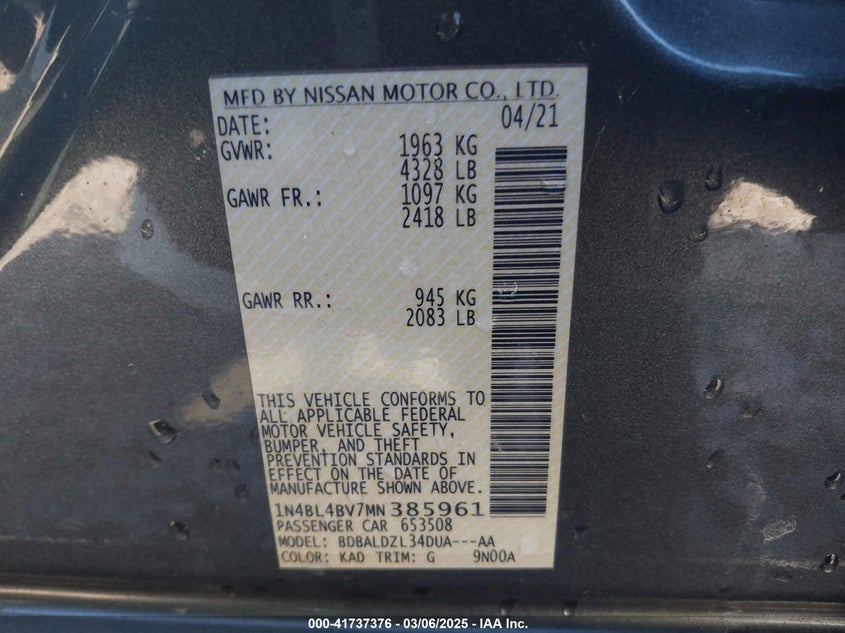 MFD BY NISSAN MOTOR CO., LTD.
DATE: 04/21
GVWR: 1963 KG
4328 LB
GAWR FR.: 1097 KG
2418 LB
GAWR RR.: 945 KG
2083 LB
THIS VEHICLE CONFORMS TO
ALL APPLICABLE FEDERAL
MOTOR VEHICLE SAFETY,
BUMPER, AND THEFT
PREVENTION STANDARDS IN
EFFECT ON THE DATE OF
MANUFACTURE SHOWN ABOVE.
1N4BL4BV7MN385961
PASSENGER CAR 653508
MODEL: BDBALDZL34DUA---AA
COLOR: KAD TRIM: G 9N00A
000-41737376 - 03/06/2025 - IAA Inc.